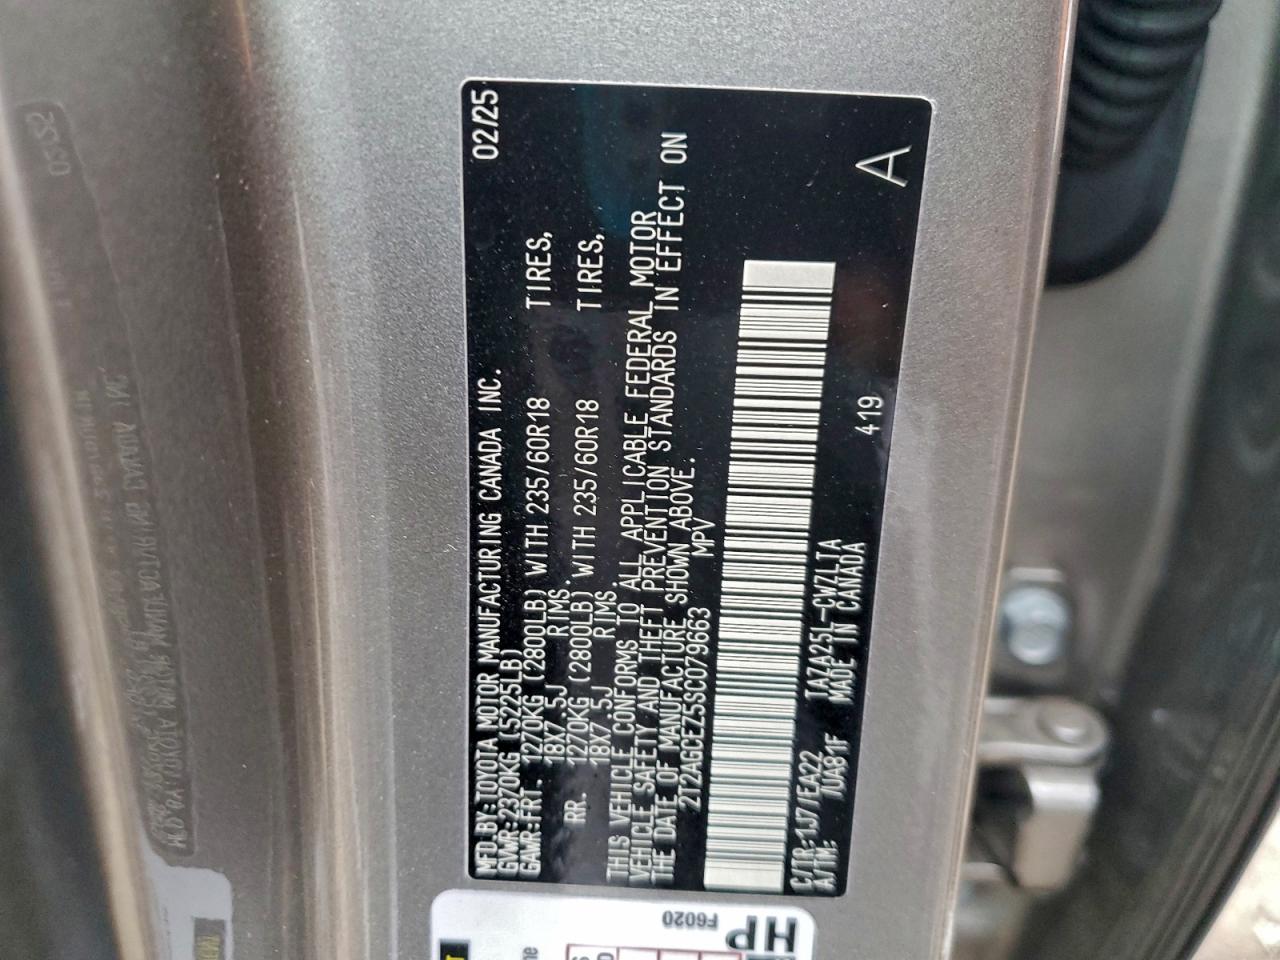 MFD.BY:TOYOTA MOTOR MANUFACTURING CANADA INC. 02/25
GVWR:2370KG (5225LB)
GAWR:FRT. 1270KG (2800LB) WITH 235/60R18 TIRES,
18X7.5J RIMS.
RR. 1270KG (2800LB) WITH 235/60R18 TIRES,
18X7.5J RIMS.
THIS VEHICLE CONFORMS TO ALL APPLICABLE FEDERAL MOTOR
VEHICLE SAFETY AND THEFT PREVENTION STANDARDS IN EFFECT ON
THE DATE OF MANUFACTURE SHOWN ABOVE.
2T2AGCEZ5SC079663 MPV
419 A
C/TR:1J7/EA22 TAZA25L-CWZLTA
A/TM: /UA81F MADE IN CANADA
HP
F6020